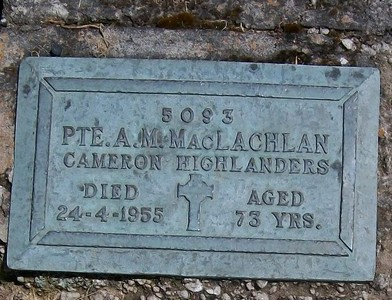 5093
PTE. A. M. MACLACHLAN
CAMERON HIGHLANDERS
DIED AGED
24-4-1955 73 YRS.